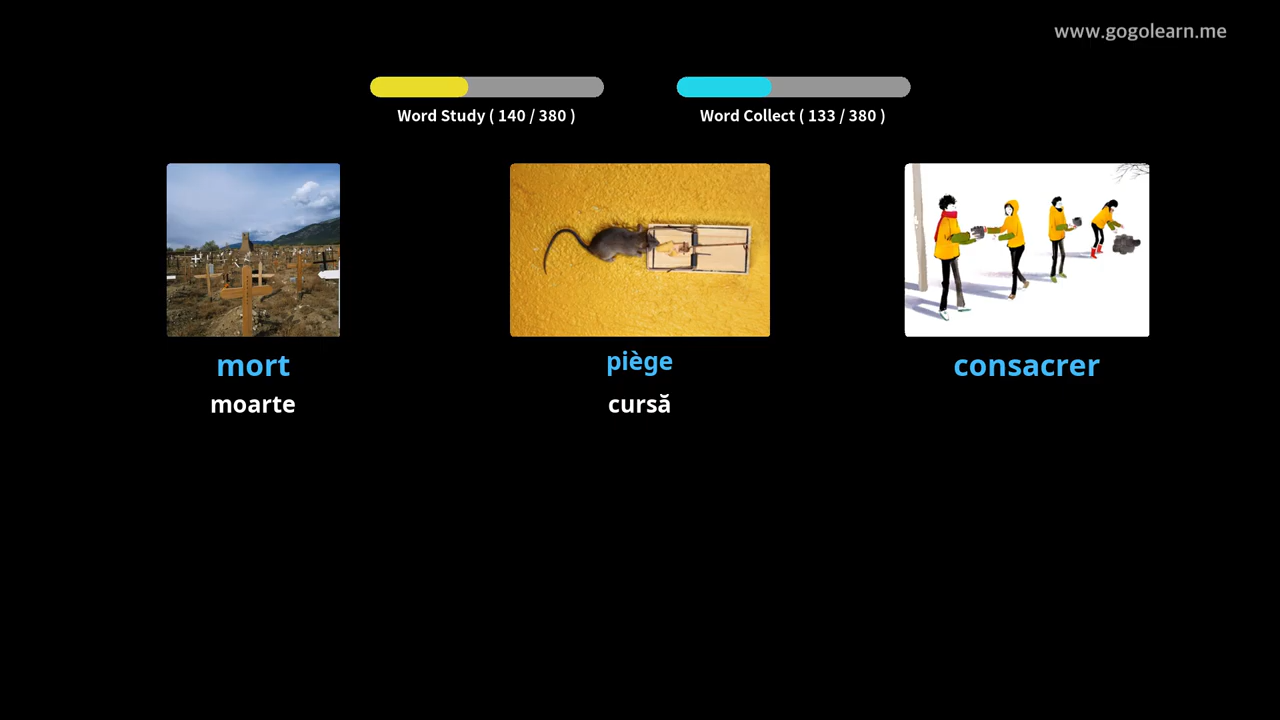 www.gogolearn.me
Word Study ( 140 / 380 )
Word Collect ( 133 / 380 )
mort
piège
consacrer
moarte
cursă